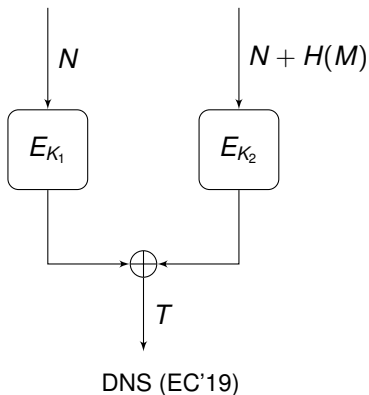 N
N + H(M)
E_{K_1}
E_{K_2}
T
DNS (EC'19)